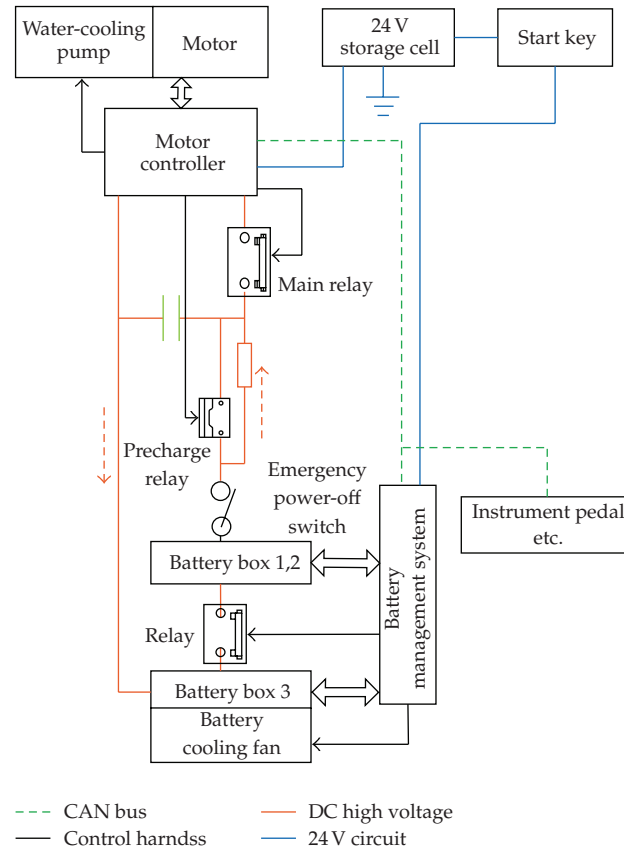 Water-cooling
pump
Motor
24 V
storage cell
Start key
Motor
controller
Main relay
Precharge
relay
Emergency
power-off
switch
Instrument pedal
etc.
Battery box 1,2
Battery
management system
Relay
Battery box 3
Battery
cooling fan
CAN bus
DC high voltage
Control harndss
24 V circuit